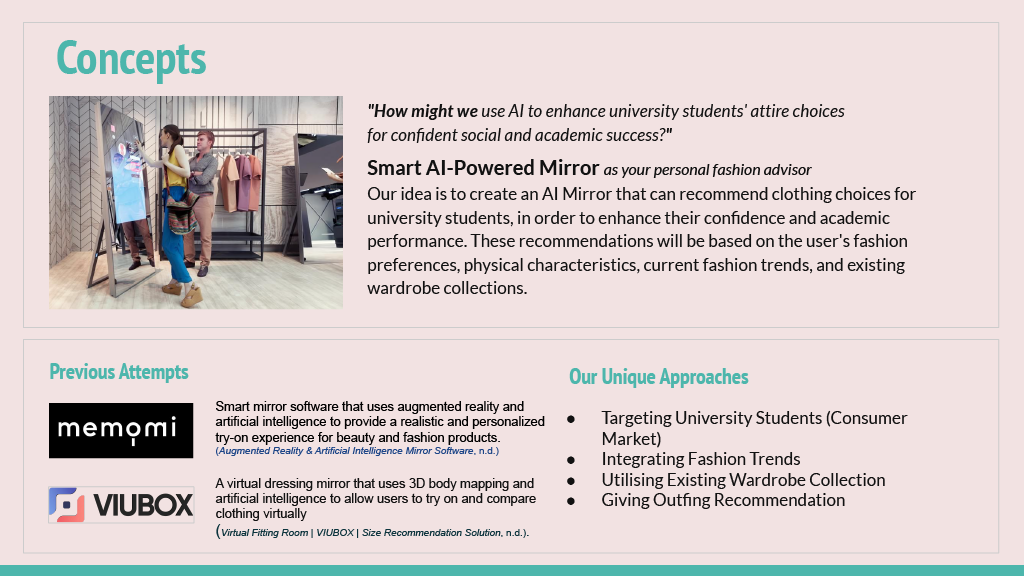 Concepts
"How might we use AI to enhance university students' attire choices
for confident social and academic success?"
Smart AI-Powered Mirror as your personal fashion advisor
Our idea is to create an AI Mirror that can recommend clothing choices for
university students, in order to enhance their confidence and academic
performance. These recommendations will be based on the user's fashion
preferences, physical characteristics, current fashion trends, and existing
wardrobe collections.
Previous Attempts
memomi
Smart mirror software that uses augmented reality and
artificial intelligence to provide a realistic and personalized
try-on experience for beauty and fashion products.
(Augmented Reality & Artificial Intelligence Mirror Software, n.d.)
VIUBOX
A virtual dressing mirror that uses 3D body mapping and
artificial intelligence to allow users to try on and compare
clothing virtually
(Virtual Fitting Room | VIUBOX | Size Recommendation Solution, n.d.).
Our Unique Approaches
● Targeting University Students (Consumer
Market)
● Integrating Fashion Trends
● Utilising Existing Wardrobe Collection
● Giving Outfing Recommendation